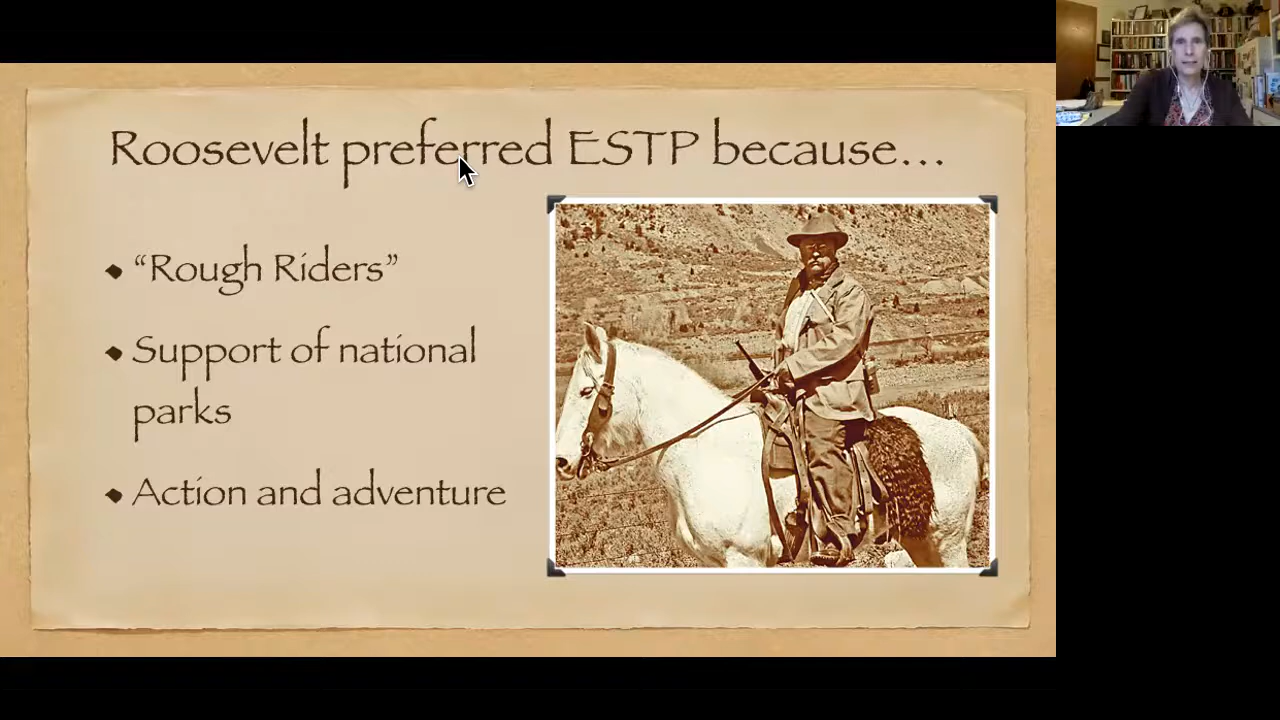 Roosevelt preferred ESTP because…
“Rough Riders”
Support of national
parks
Action and adventure